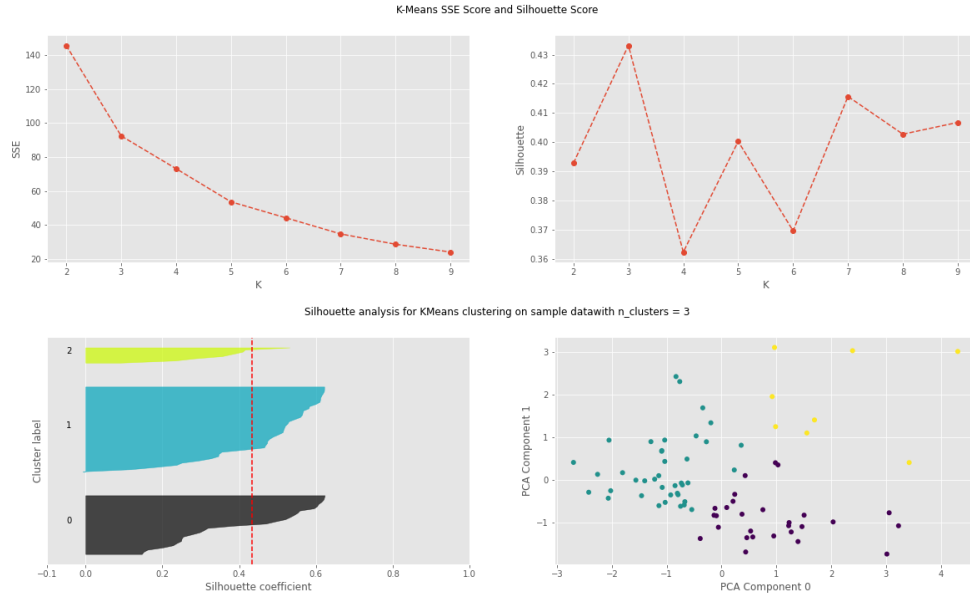 K-Means SSE Score and Silhouette Score
SSE
140
120
100
80
60
40
20
2 3 4 5 6 7 8 9
K
Silhouette
0.43
0.42
0.41
0.40
0.39
0.38
0.37
0.36
2 3 4 5 6 7 8 9
K
Silhouette analysis for KMeans clustering on sample datawith n_clusters = 3
Cluster label
2
1
0
−0.1 0.0 0.2 0.4 0.6 0.8 1.0
Silhouette coefficient
PCA Component 1
3
2
1
0
−1
−3 −2 −1 0 1 2 3 4
PCA Component 0